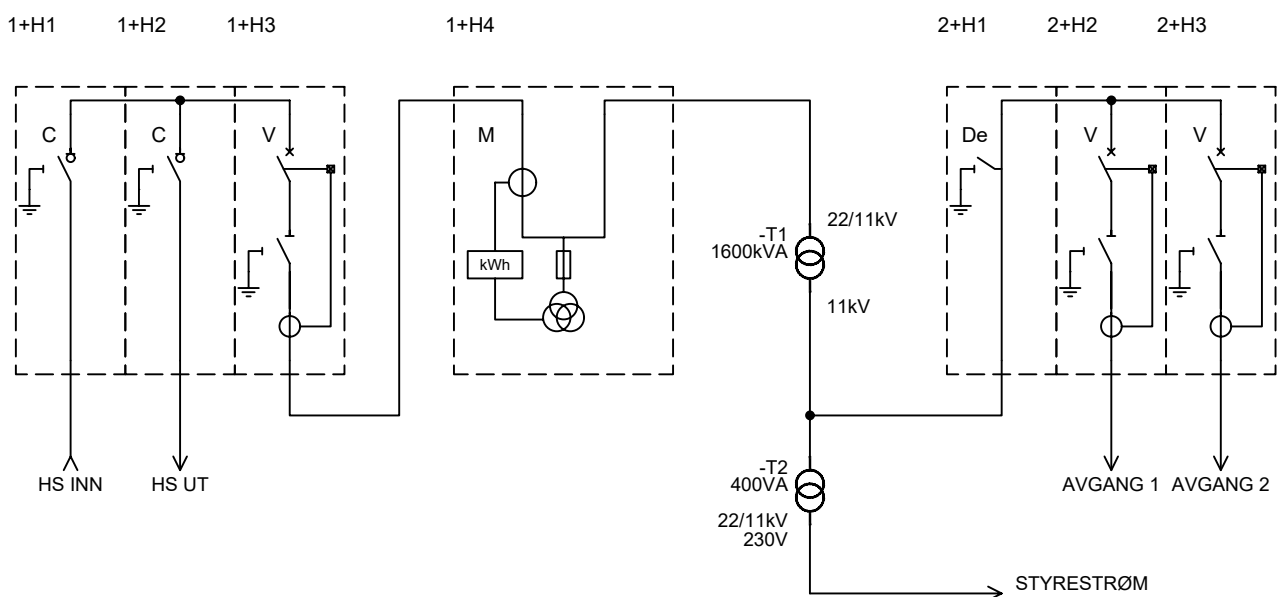 1+H1 1+H2 1+H3 1+H4 2+H1 2+H2 2+H3
C C V M De V V
kWh
-T1
1600kVA
22/11kV
11kV
HS INN HS UT
-T2
400VA
22/11kV
230V
AVGANG 1 AVGANG 2
STYRESTRØM